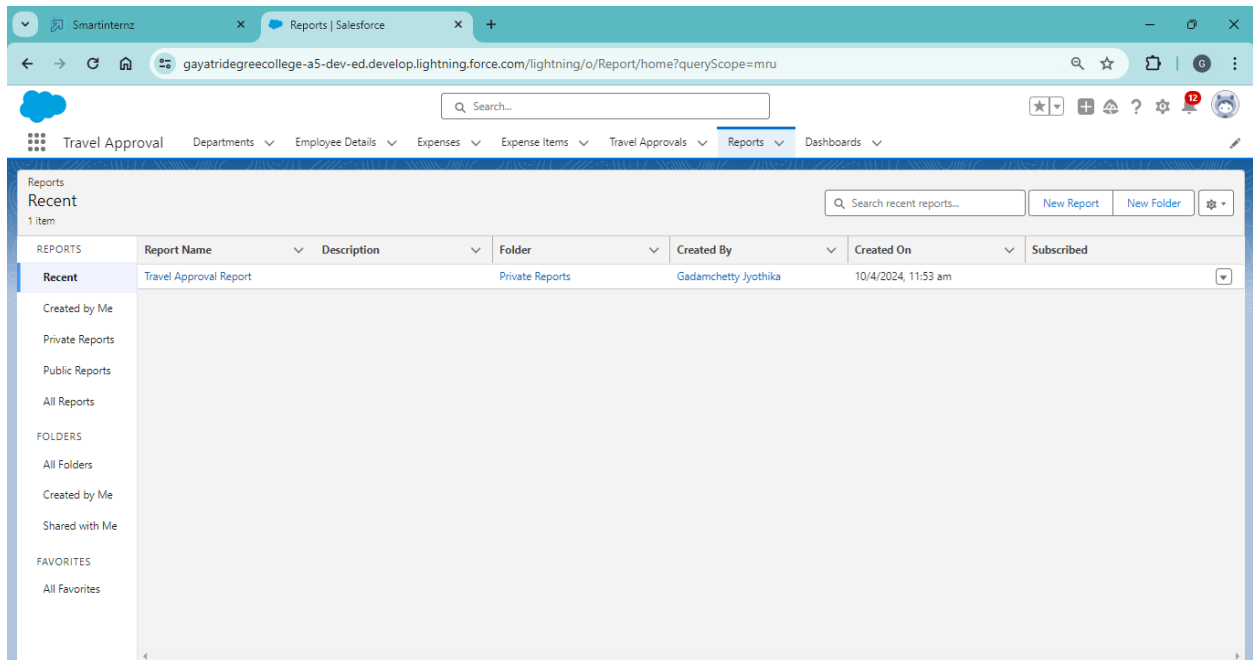 Smartinternz
Reports | Salesforce
gayatridegreecollege-a5-dev-ed.develop.lightning.force.com/lightning/o/Report/home?queryScope=mru
G
Search...
12
Travel Approval Departments Employee Details Expenses Expense Items Travel Approvals Reports Dashboards
Reports
Recent
1 item
Search recent reports...
New Report New Folder
REPORTS Report Name Description Folder Created By Created On Subscribed
Recent Travel Approval Report Private Reports Gadamchetty Jyothika 10/4/2024, 11:53 am
Created by Me
Private Reports
Public Reports
All Reports
FOLDERS
All Folders
Created by Me
Shared with Me
FAVORITES
All Favorites